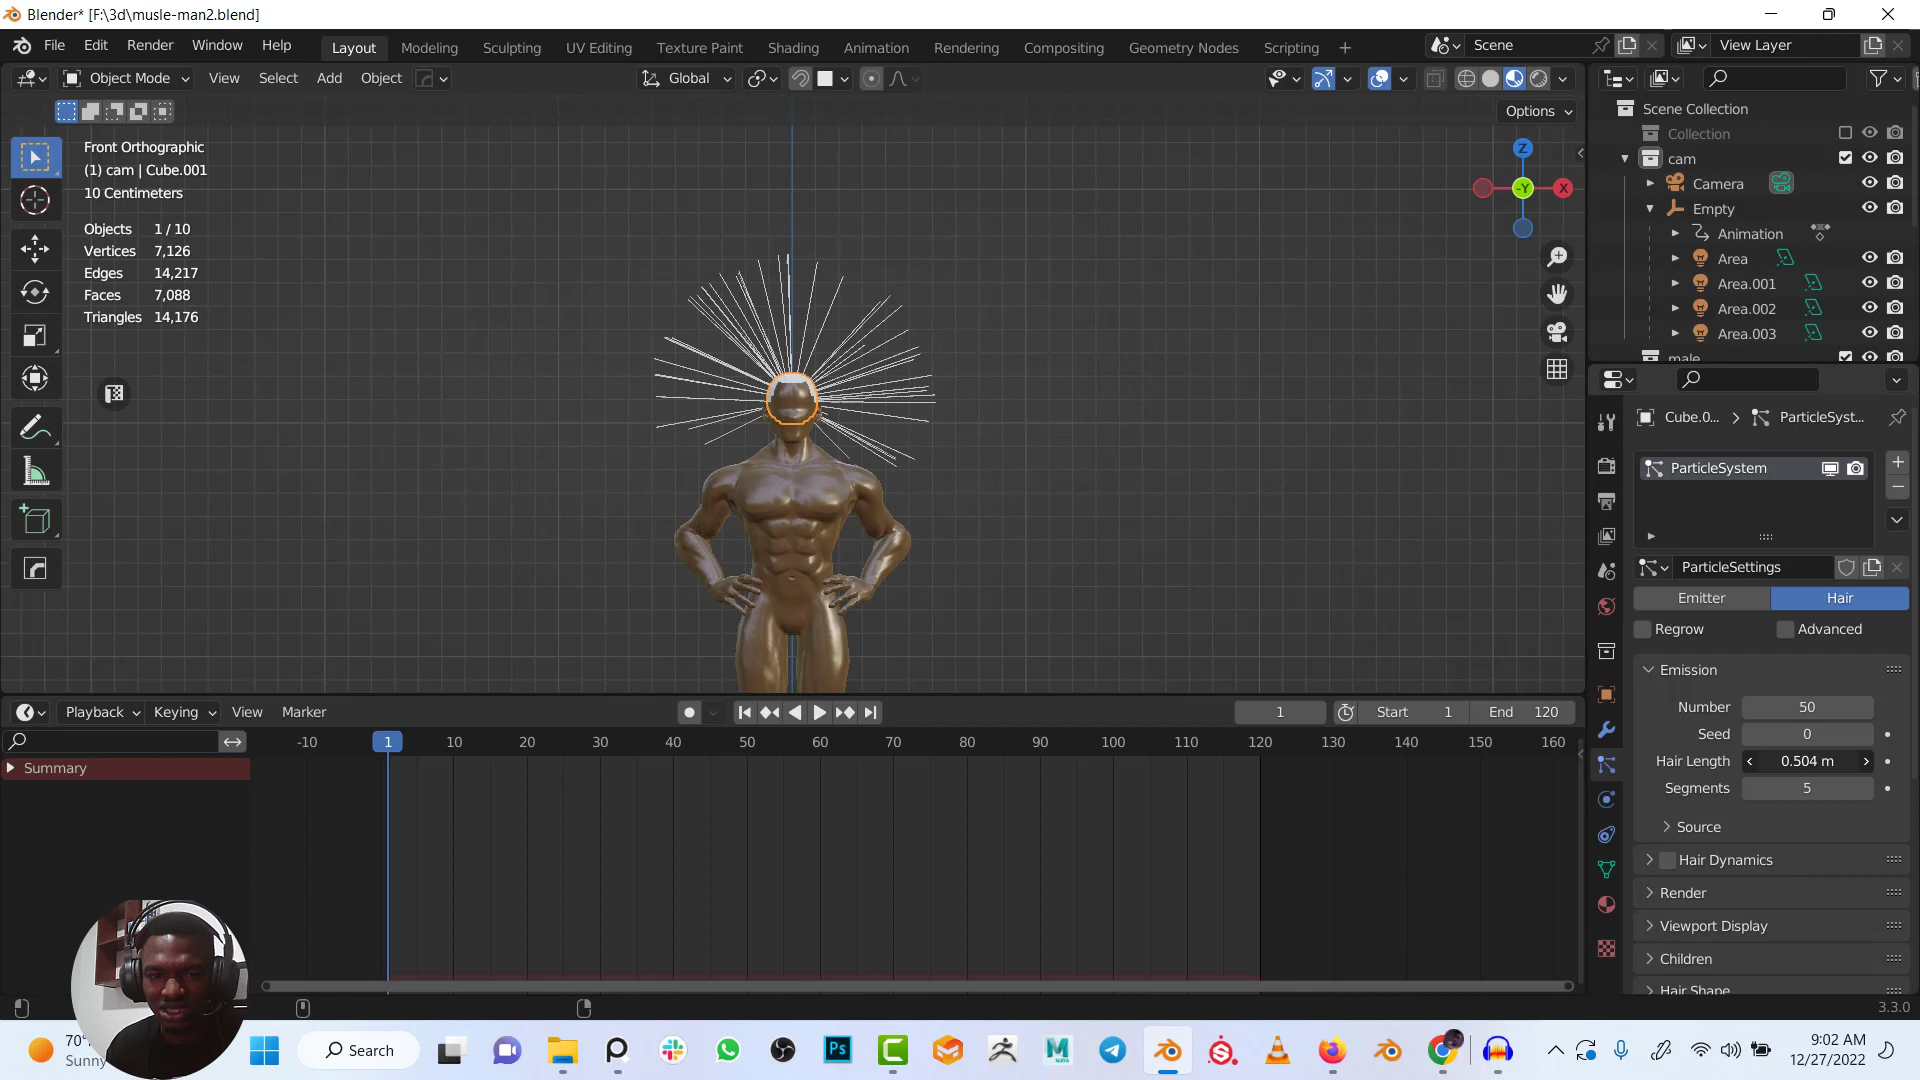 Blender* [F:\3d\musle-man2.blend]
File Edit Render Window Help Layout Modeling Sculpting UV Editing Texture Paint Shading Animation Rendering Compositing Geometry Nodes Scripting + Scene View Layer
Object Mode View Select Add Object Global
Options
Front Orthographic
(1) cam | Cube.001
10 Centimeters
Objects 1 / 10
Vertices 7,126
Edges 14,217
Faces 7,088
Triangles 14,176
Z
-Y X
Scene Collection
Collection
cam
Camera
Empty
Animation
Area
Area.001
Area.002
Area.003
male
Cube.0... ParticleSyst...
ParticleSystem
ParticleSettings
Emitter Hair
Regrow Advanced
Emission
Number 50
Seed 0
Hair Length 0.504 m
Segments 5
Source
Hair Dynamics
Render
Viewport Display
Children
Hair Shape
Playback Keying View Marker 1 Start 1 End 120
-10 1 10 20 30 40 50 60 70 80 90 100 110 120 130 140 150 160
Summary
3.3.0
70°
Sunny
Search
Ps
9:02 AM
12/27/2022